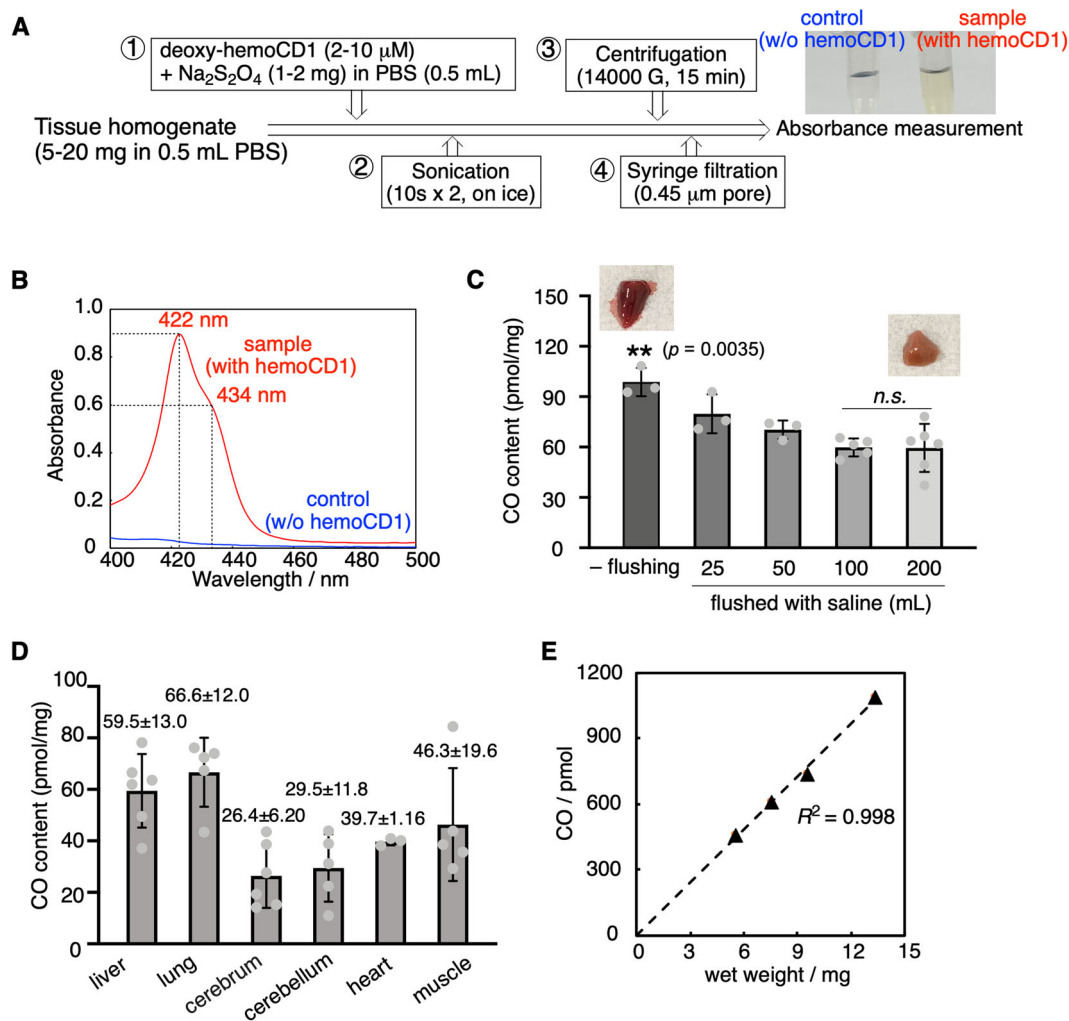 A
① deoxy-hemoCD1 (2-10 μM)
+ Na₂S₂O₄ (1-2 mg) in PBS (0.5 mL)
③ Centrifugation
(14000 G, 15 min)
control
(w/o hemoCD1)
sample
(with hemoCD1)
Tissue homogenate
(5-20 mg in 0.5 mL PBS)
Absorbance measurement
② Sonication
(10s x 2, on ice)
④ Syringe filtration
(0.45 μm pore)
B
1.0
0.8
0.6
0.4
0.2
0
Absorbance
422 nm
sample
(with hemoCD1)
434 nm
control
(w/o hemoCD1)
400 420 440 460 480 500
Wavelength / nm
C
150
120
90
60
30
0
CO content (pmol/mg)
** (p = 0.0035)
n.s.
– flushing 25 50 100 200
flushed with saline (mL)
D
100
80
60
40
20
0
CO content (pmol/mg)
59.5±13.0
66.6±12.0
26.4±6.20
29.5±11.8
39.7±1.16
46.3±19.6
liver lung cerebrum cerebellum heart muscle
E
1200
900
600
300
0
CO / pmol
R² = 0.998
0 3 6 9 12 15
wet weight / mg